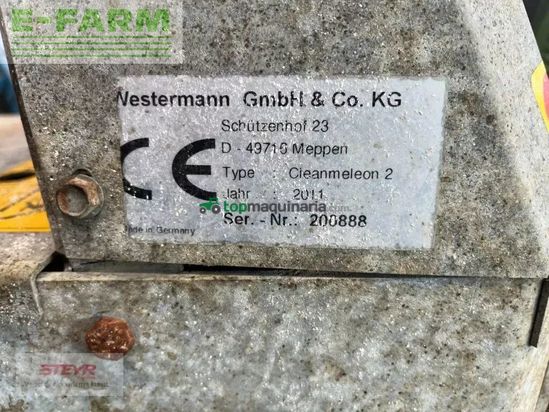 E-FARM
Westermann GmbH & Co. KG
Schützenhof 23
D - 49716 Meppen
CE
Type : Cleanmeleon 2
Jahr : 2011
topmaquinaria.com
Ser. - Nr.: 200888
Made in Germany
STEYR